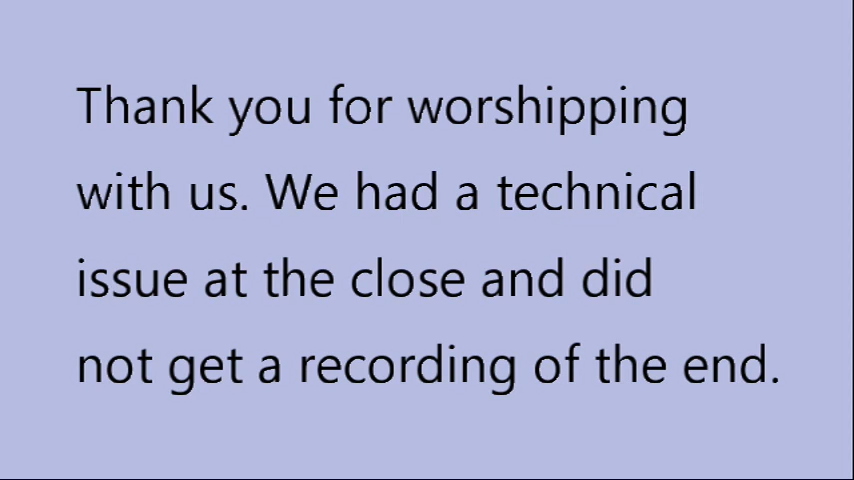 Thank you for worshipping
with us. We had a technical
issue at the close and did
not get a recording of the end.